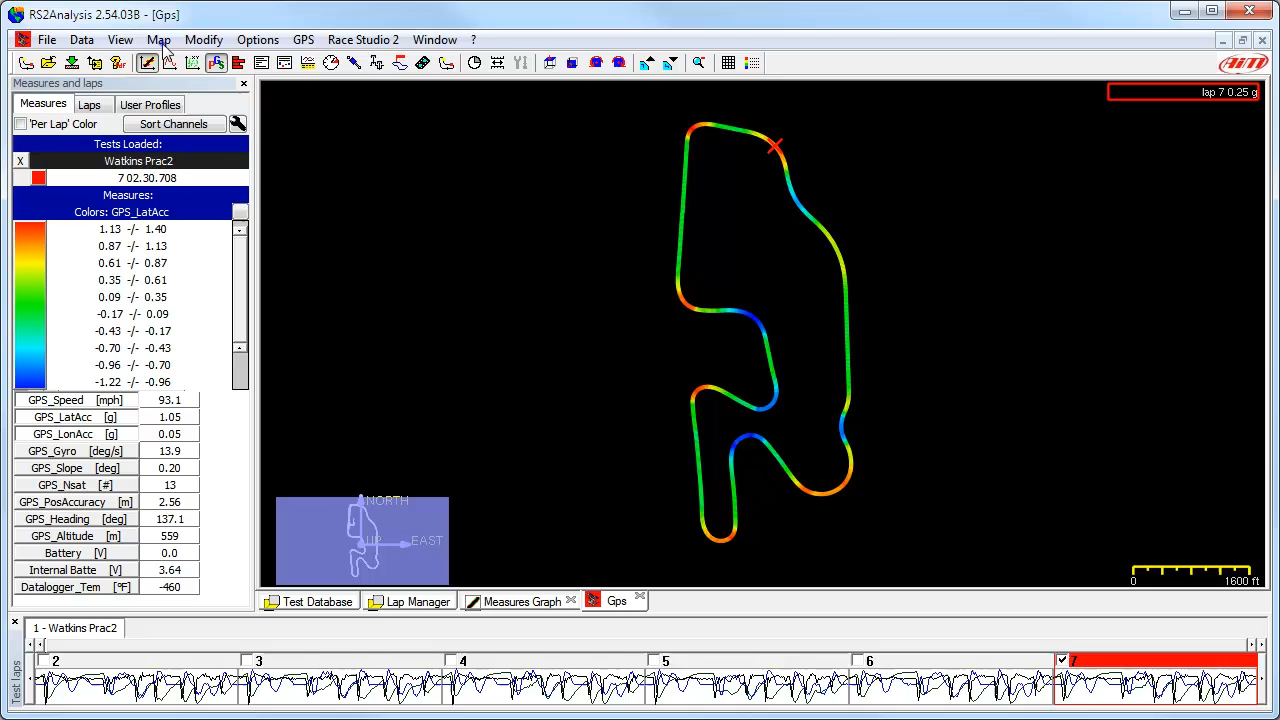 RS2Analysis 2.54.03B - [Gps]
File Data View Map Modify Options GPS Race Studio 2 Window ?
AiM
Measures and laps
Measures Laps User Profiles
'Per Lap' Color Sort Channels
Tests Loaded:
X Watkins Prac2
7 02.30.708
Measures:
Colors: GPS_LatAcc
1.13 -/- 1.40
0.87 -/- 1.13
0.61 -/- 0.87
0.35 -/- 0.61
0.09 -/- 0.35
-0.17 -/- 0.09
-0.43 -/- -0.17
-0.70 -/- -0.43
-0.96 -/- -0.70
-1.22 -/- -0.96
GPS_Speed [mph] 93.1
GPS_LatAcc [g] 1.05
GPS_LonAcc [g] 0.05
GPS_Gyro [deg/s] 13.9
GPS_Slope [deg] 0.20
GPS_Nsat [#] 13
GPS_PosAccuracy [m] 2.56
GPS_Heading [deg] 137.1
GPS_Altitude [m] 559
Battery [V] 0.0
Internal Batte [V] 3.64
Datalogger_Tem [ºF] -460
lap 7 0.25 g
NORTH
UP EAST
0 1600 ft
Test Database Lap Manager Measures Graph Gps
1 - Watkins Prac2
Test laps
2 3 4 5 6 7